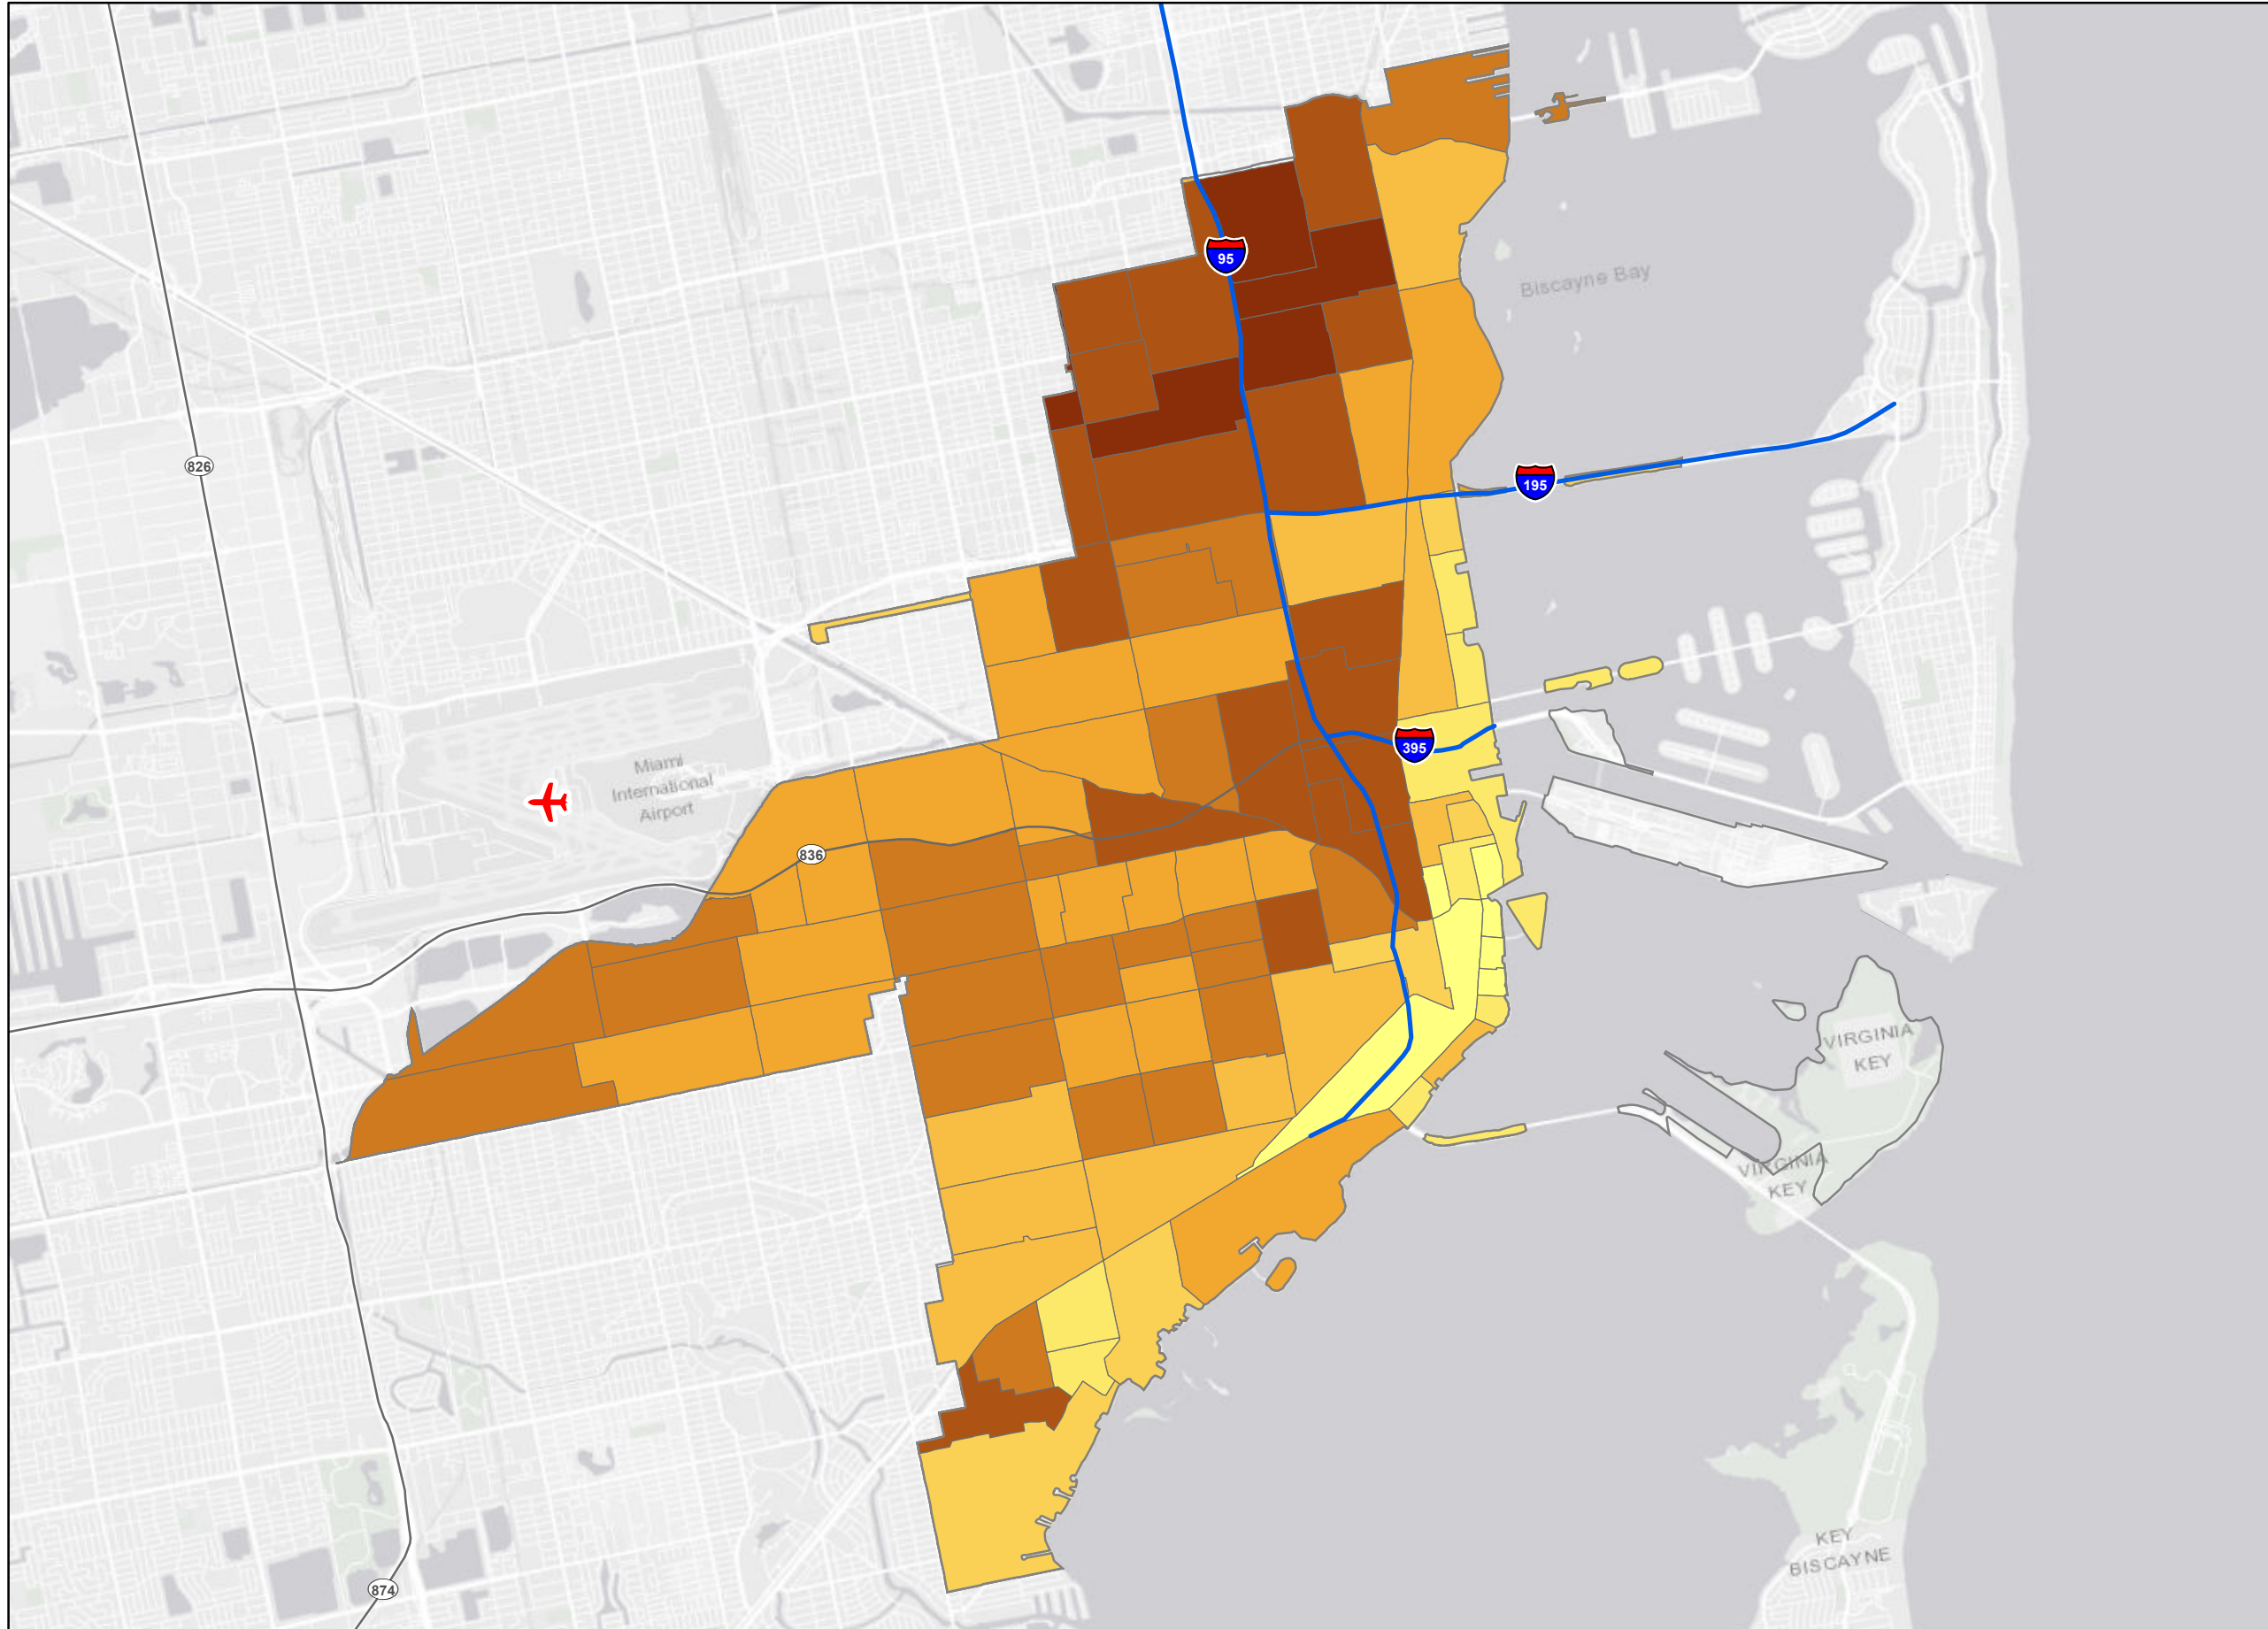 95
Biscayne Bay
826
195
395
Miami
International
Airport
836
VIRGINIA
KEY
VIRGINIA
KEY
KEY
BISCAYNE
874